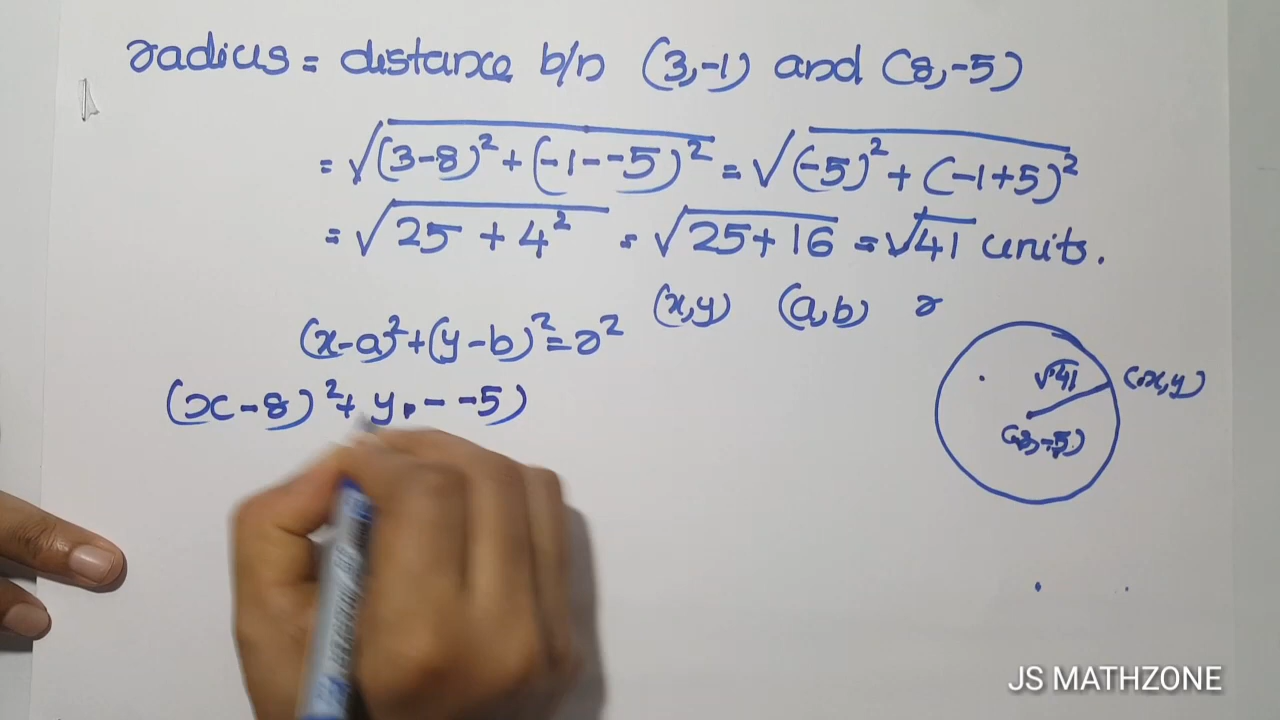 radius = distance b/n (3,-1) and (8,-5)
= √(3-8)² + (-1--5)² = √(-5)² + (-1+5)²
= √25 + 4² = √25+16 = √41 units.
(x,y) (a,b) r
(x-a)²+(y-b)²=r²
(x-8)²+ y--5)
√41 (x,y)
(8,-5)
JS MATHZONE